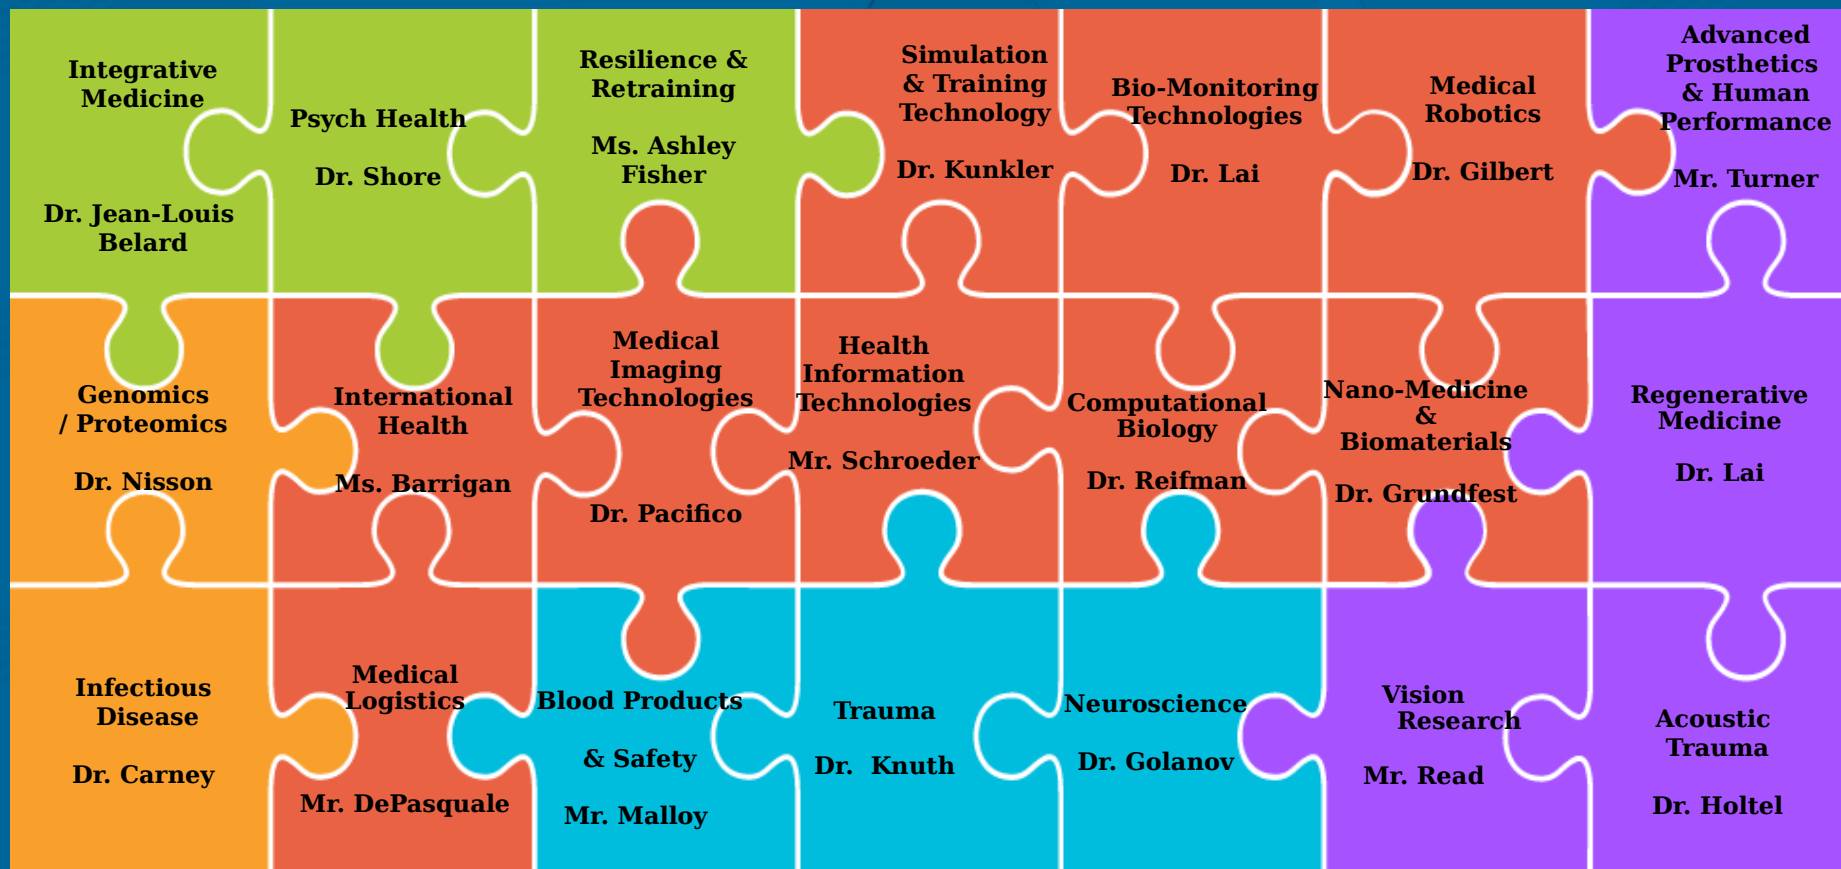 Integrative
Medicine
Dr. Jean-Louis
Belard
Psych Health
Dr. Shore
Resilience &
Retraining
Ms. Ashley
Fisher
Simulation
& Training
Technology
Dr. Kunkler
Bio-Monitoring
Technologies
Dr. Lai
Medical
Robotics
Dr. Gilbert
Advanced
Prosthetics
& Human
Performance
Mr. Turner
Genomics
/ Proteomics
Dr. Nisson
International
Health
Ms. Barrigan
Medical
Imaging
Technologies
Dr. Pacifico
Health
Information
Technologies
Mr. Schroeder
Computational
Biology
Dr. Reifman
Nano-Medicine
&
Biomaterials
Dr. Grundfest
Regenerative
Medicine
Dr. Lai
Infectious
Disease
Dr. Carney
Medical
Logistics
Mr. DePasquale
Blood Products
& Safety
Mr. Malloy
Trauma
Dr. Knuth
Neuroscience
Dr. Golanov
Vision
Research
Mr. Read
Acoustic
Trauma
Dr. Holtel